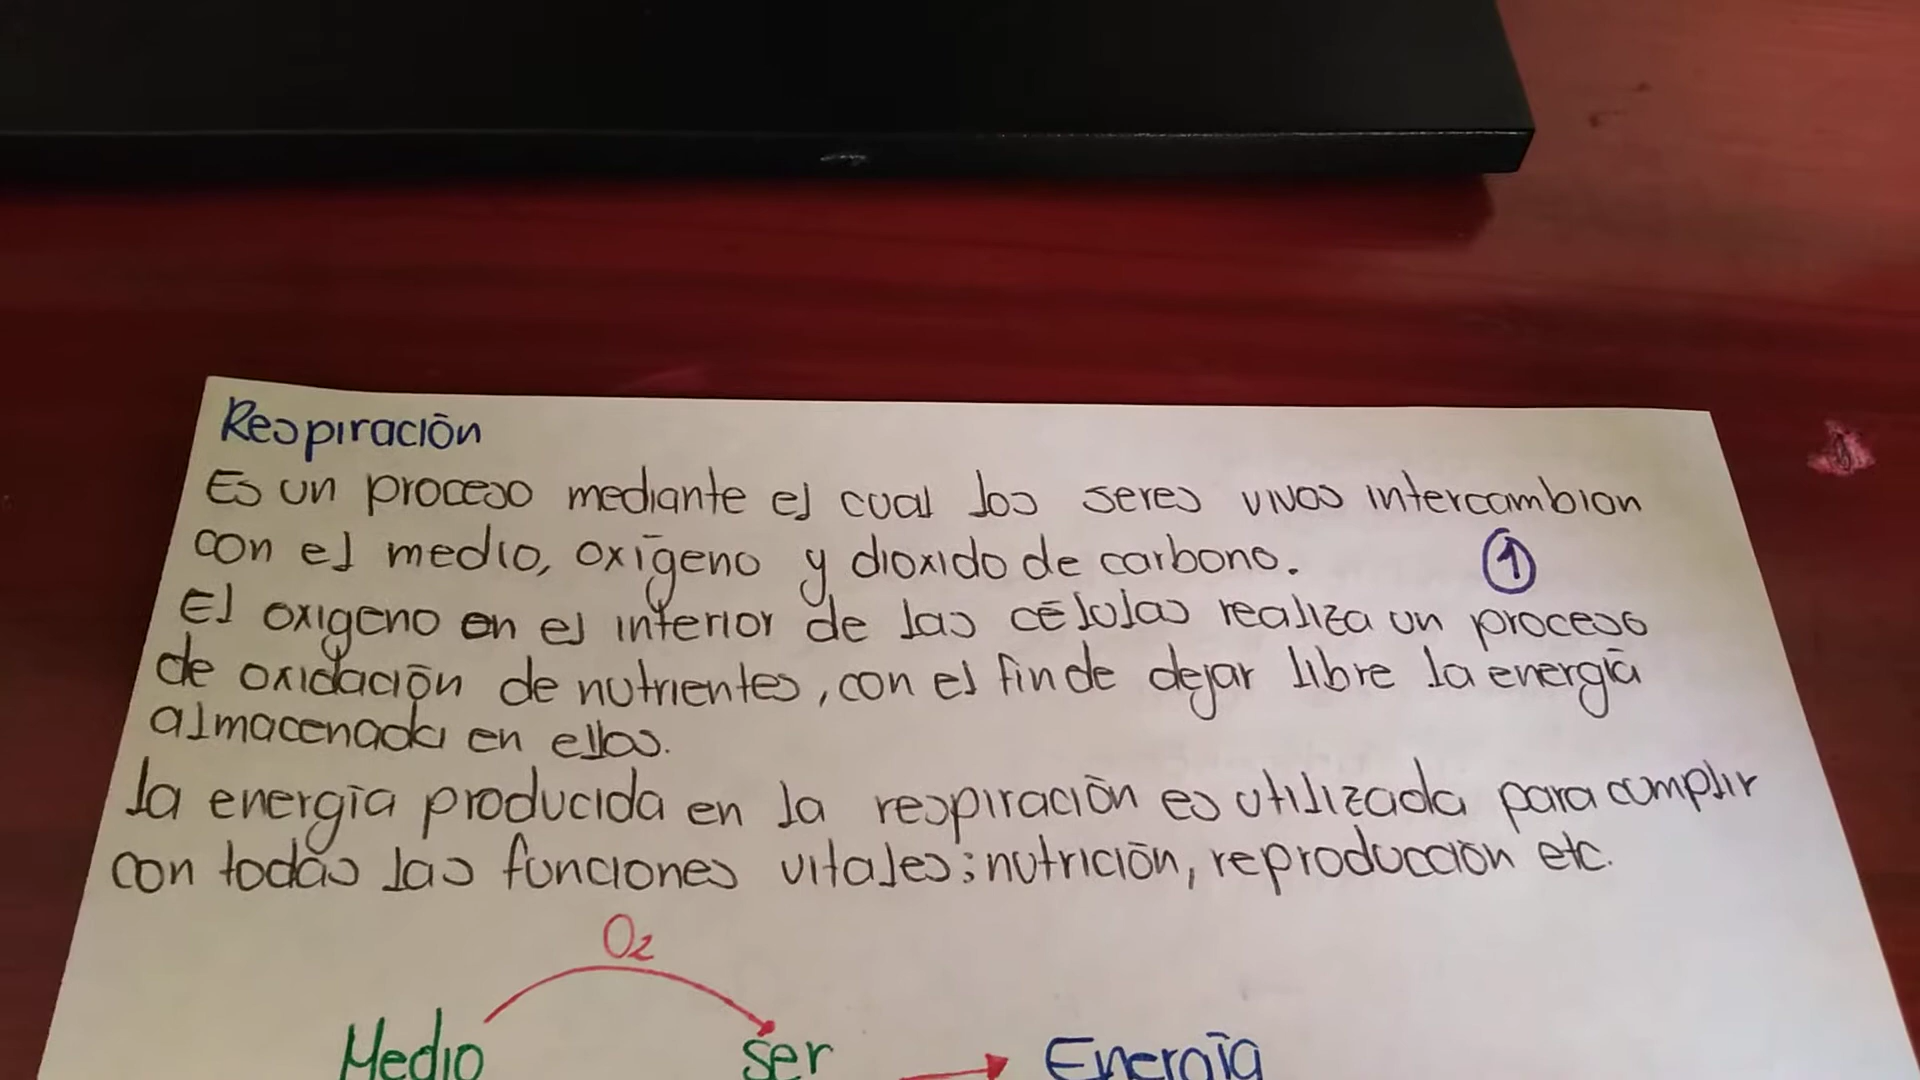 Respiración
Es un proceso mediante el cual los seres vivos intercambian
con el medio, oxígeno y dioxido de carbono.
1
El oxigeno en el interior de las células realiza un proceso
de oxidación de nutrientes, con el fin de dejar libre la energía
almacenada en ellos.
La energía producida en la respiración es utilizada para cumplir
con todas las funciones vitales; nutrición, reproducción etc.
O2
Medio ser Energía